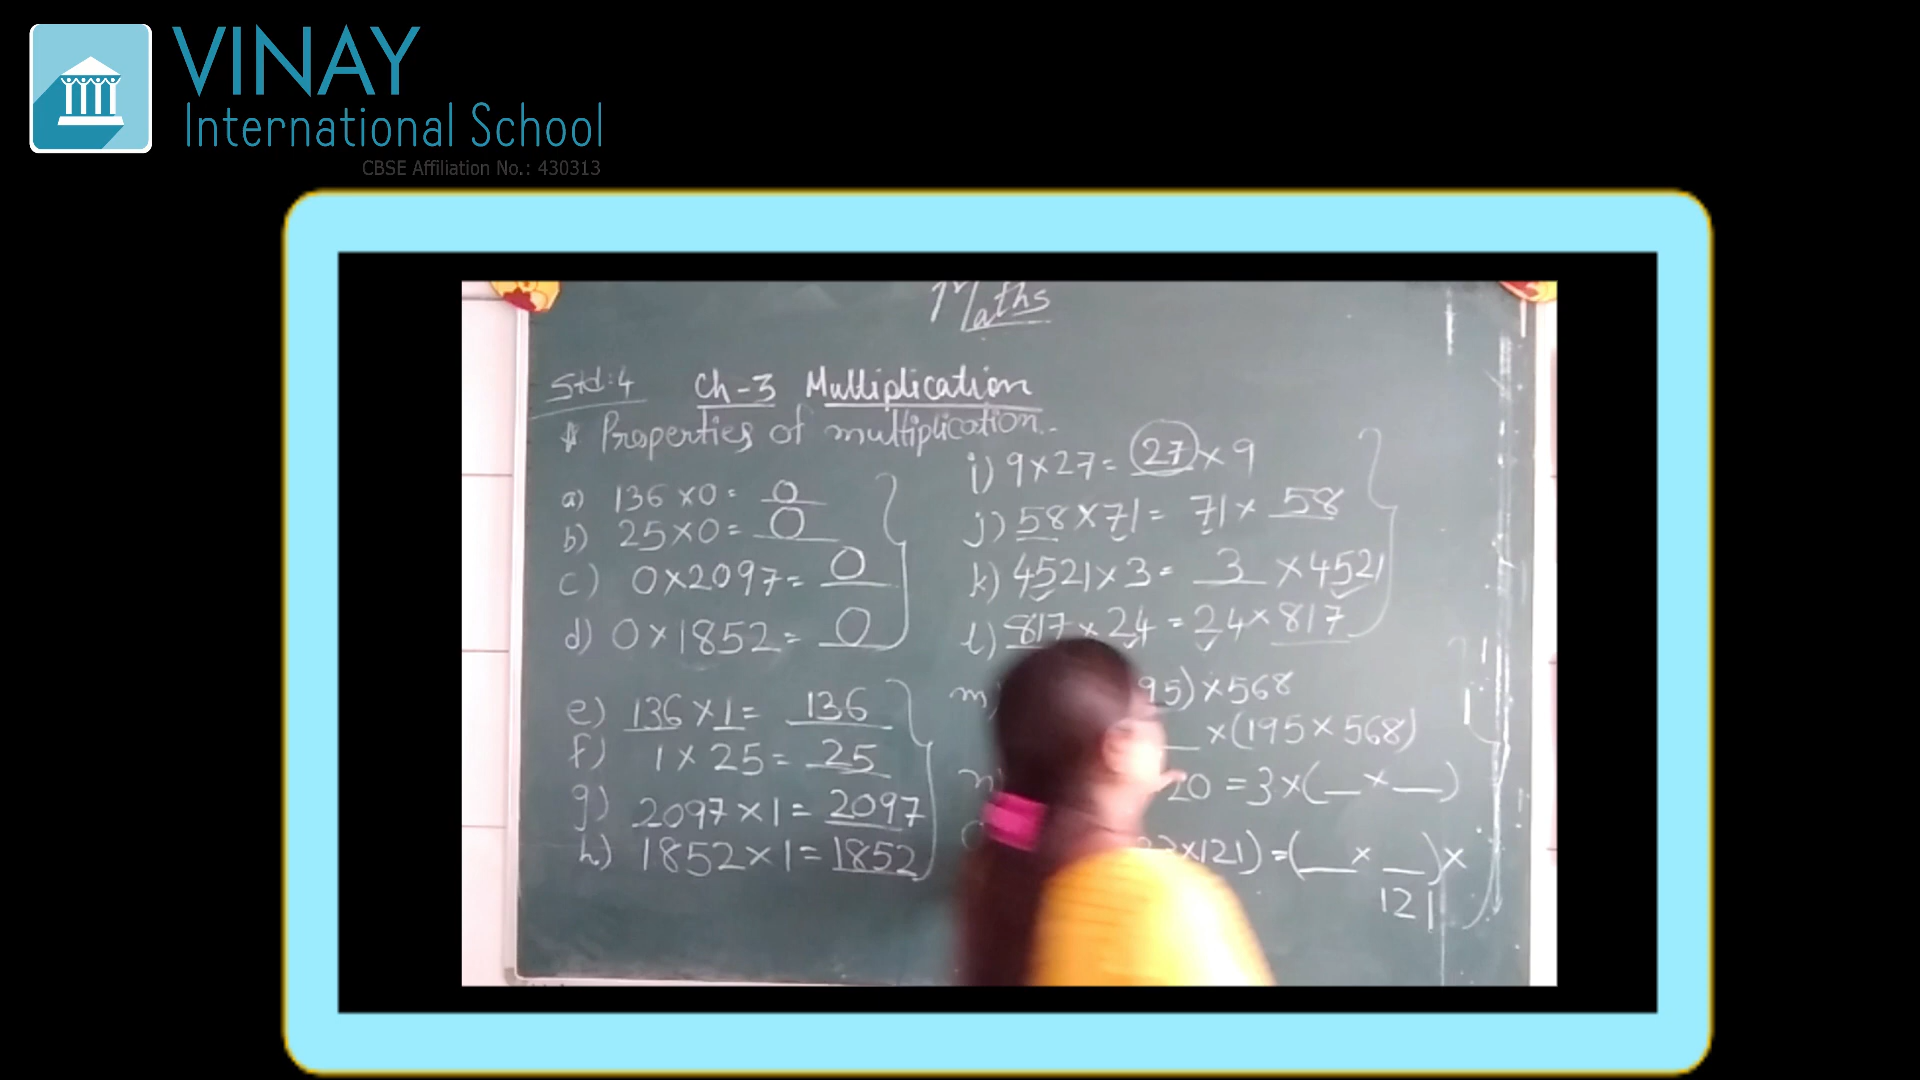 VINAY
International School
CBSE Affiliation No.: 430313
Maths
Std:4 Ch-3 Multiplication
Properties of multiplication.
a) 136 ×0= 0
b) 25×0= 0
c) 0×2097= 0
d) 0×1852= 0
e) 136 ×1= 136
f) 1 × 25= 25
g) 2097×1= 2097
h) 1852×1= 1852
i) 9×27= 27 ×9
j) 58×71= 71× 58
k) 4521×3= 3 ×4521
l) 817×24 =24×817
m) 95)×568
__ ×(195×568)
n) 20 =3×(__×__)
×121) =(__× __)×
121